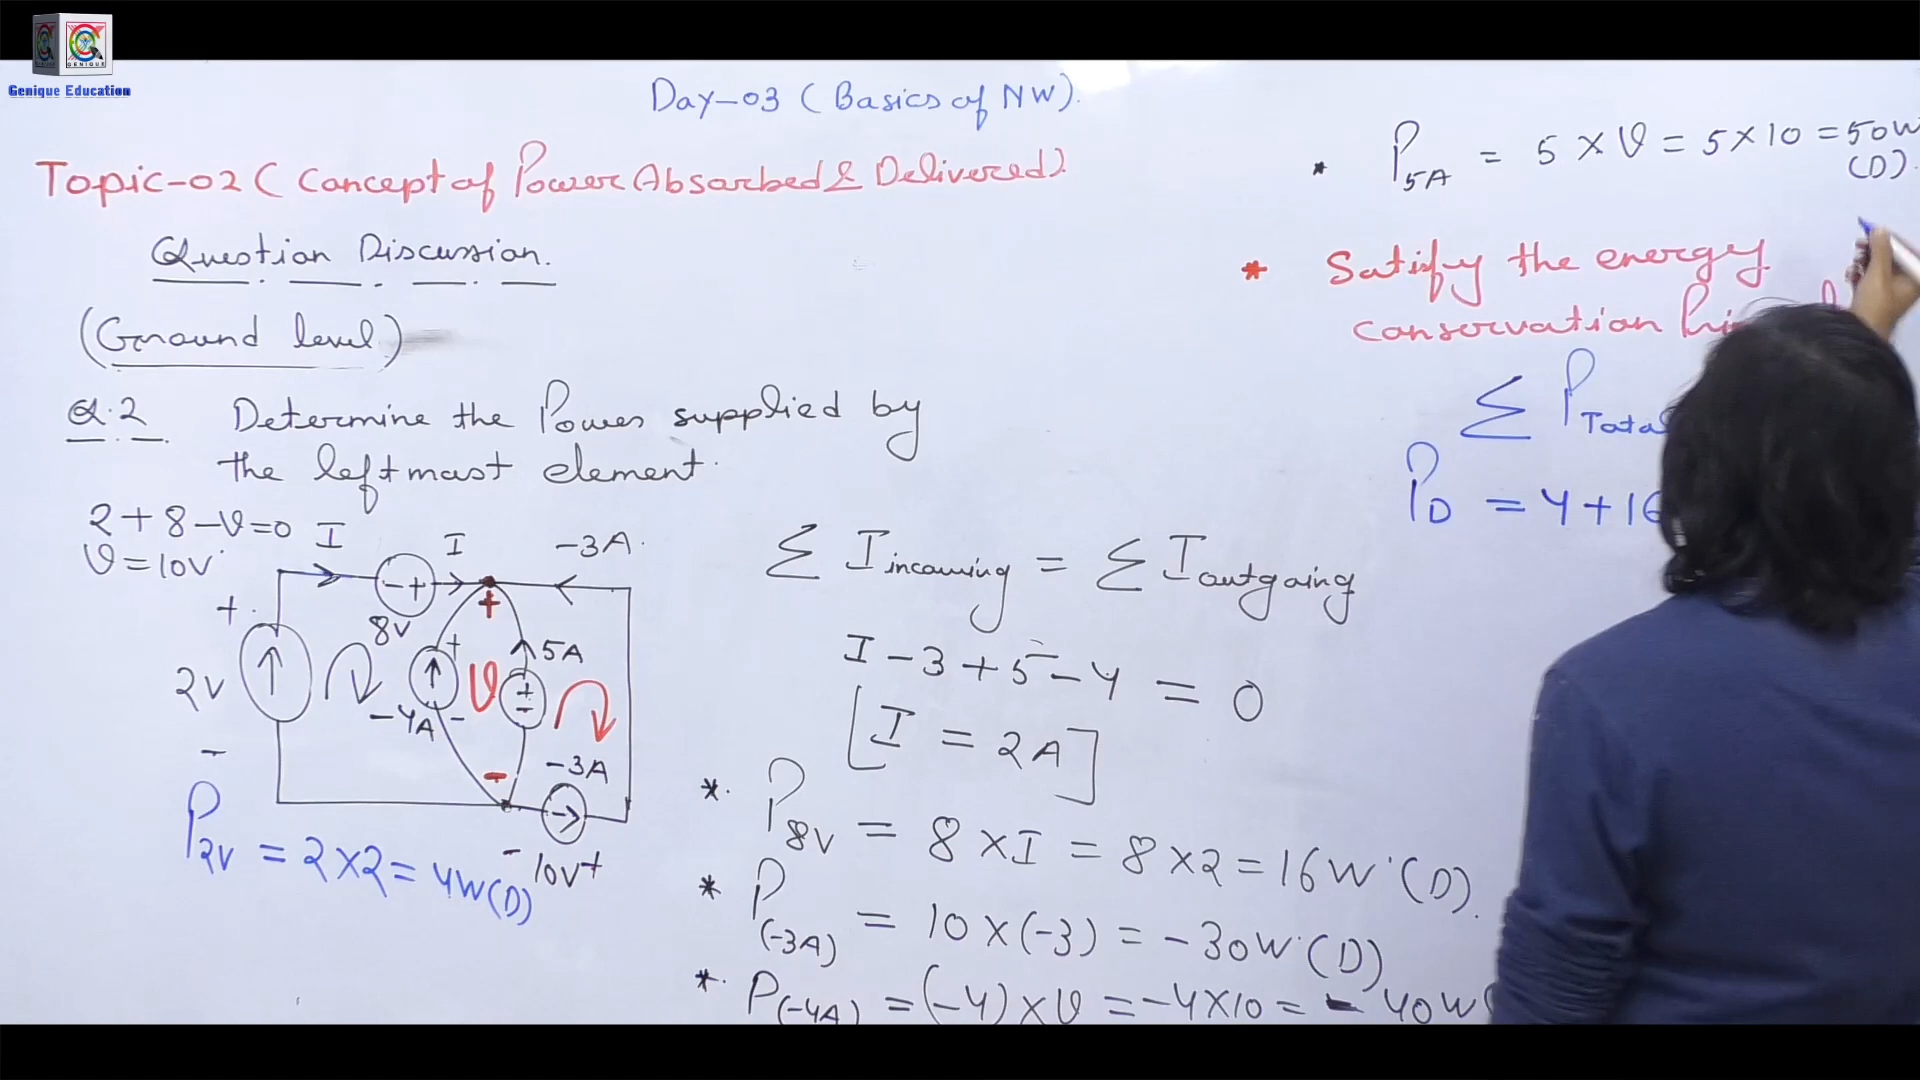 GENIQUE
Genique Education
Day-03 (Basics of NW).
Topic-02 (Concept of Power Absorbed & Delivered)
Question Discussion.
(Ground level)
Q.2 Determine the Power supplied by
the leftmost element.
2+8-V=0
V=10V
I
I
-3A.
+
-+
8V
+
+
5A
2V
V
+
-
-4A
-
-
-
-3A
- 10V +
P2V = 2×2 = 4W(D)
Σ Iincoming = Σ Ioutgoing
I-3+5-4 = 0
[I = 2A]
*. P8V = 8×I = 8×2 = 16W.(D).
* P(-3A) = 10×(-3) = -30W.(D)
*. P(-4A) = (-4)×V = -4×10 = -40W
* P5A = 5×V = 5×10 = 50W
(D).
* Satisfy the energy
conservation
Σ P
PD = 4+16